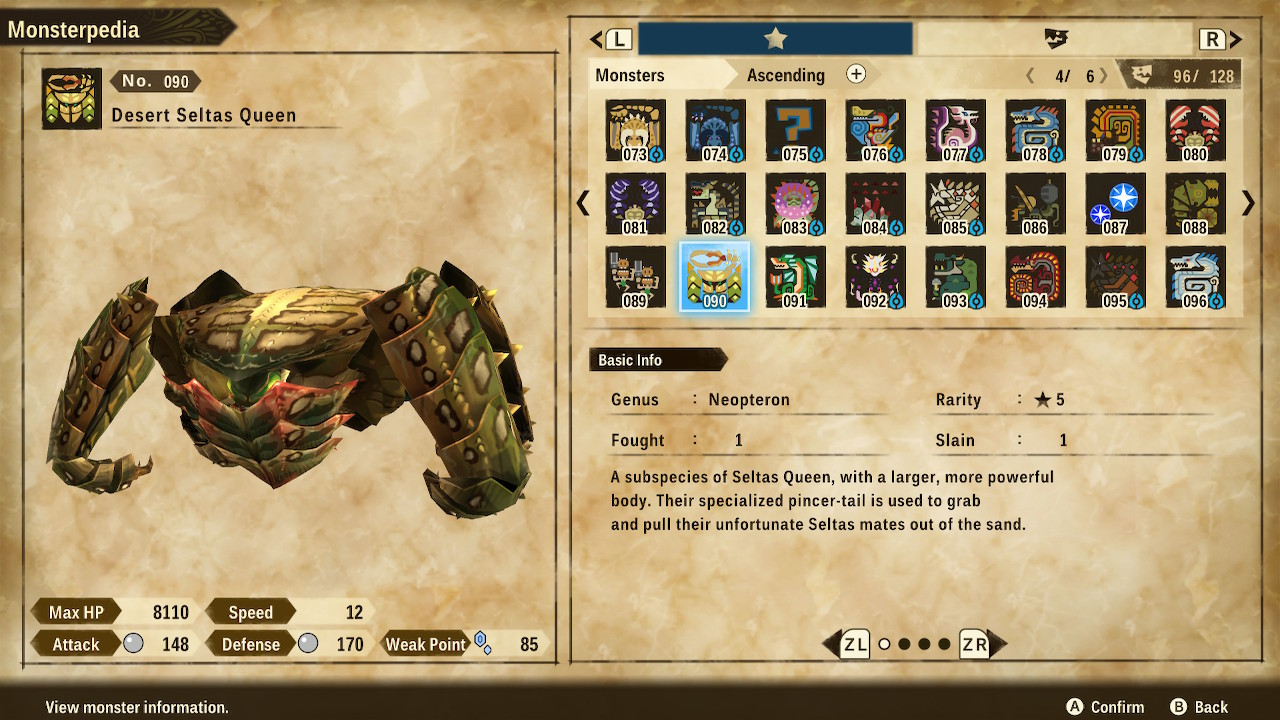 Monsterpedia
No. 090
Desert Seltas Queen
Max HP 8110 Speed 12
Attack 148 Defense 170 Weak Point 85
L R
Monsters Ascending + 4/ 6 96/ 128
073 074 075 076 077 078 079 080
081 082 083 084 085 086 087 088
089 090 091 092 093 094 095 096
Basic Info
Genus : Neopteron Rarity : ★ 5
Fought : 1 Slain : 1
A subspecies of Seltas Queen, with a larger, more powerful
body. Their specialized pincer-tail is used to grab
and pull their unfortunate Seltas mates out of the sand.
ZL ZR
View monster information. A Confirm B Back